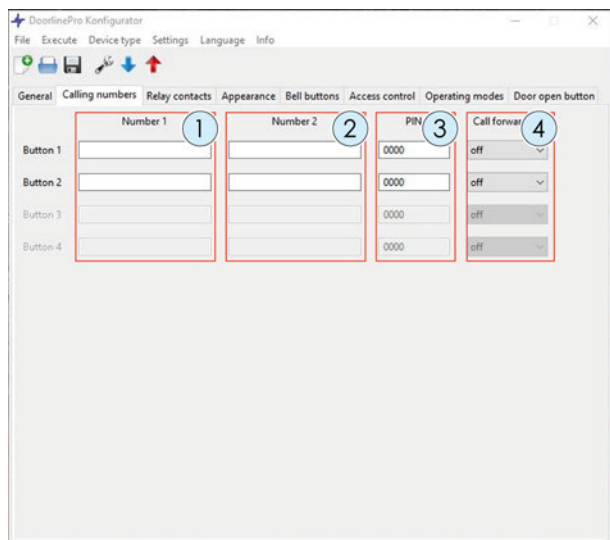 DoorlinePro Konfigurator
File Execute Device type Settings Language Info
General Calling numbers Relay contacts Appearance Bell buttons Access control Operating modes Door open button
Number 1 1 Number 2 2 PIN 3 Call forwar 4
Button 1 0000 off
Button 2 0000 off
Button 3 0000 off
Button 4 0000 off